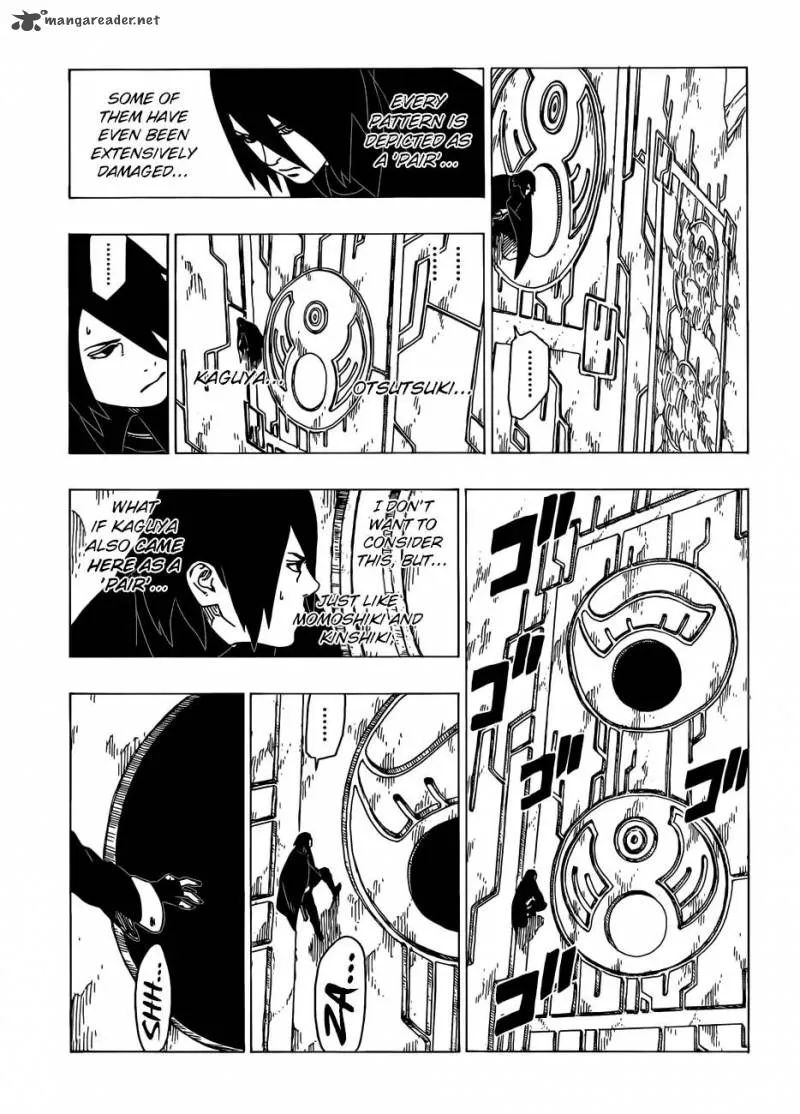 mangareader.net
EVERY
PATTERN IS
DEPICTED AS
A 'PAIR'...
SOME OF
THEM HAVE
EVEN BEEN
EXTENSIVELY
DAMAGED...
OTSUTSUKI...
KAGUYA...
I DON'T
WANT TO
CONSIDER
THIS, BUT...
JUST LIKE
MOMOSHIKI AND
KINSHIKI,
WHAT
IF KAGUYA
ALSO CAME
HERE AS A
'PAIR'...
ゴ
ゴ
ゴ
ゴ
ゴ
ZA...
SHH...